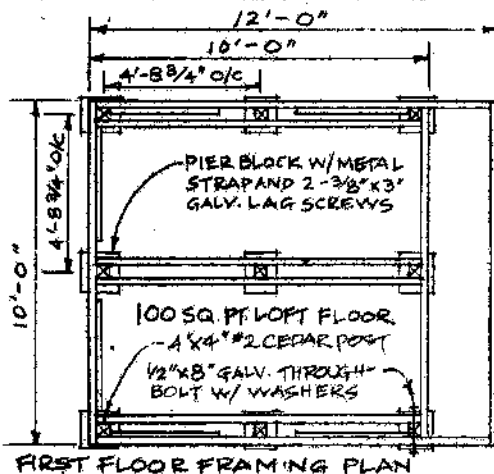 12'-0"
10'-0"
4'-8 3/4" O/C
4'-8 3/4" O/C
10'-0"
PIER BLOCK W/METAL
STRAP AND 2-3/8"X3"
GALV. LAG SCREWS
100 SQ. FT. LOFT FLOOR
4"X4" #2 CEDAR POST
1/2"X8" GALV. THROUGH-
BOLT W/ WASHERS
FIRST FLOOR FRAMING PLAN